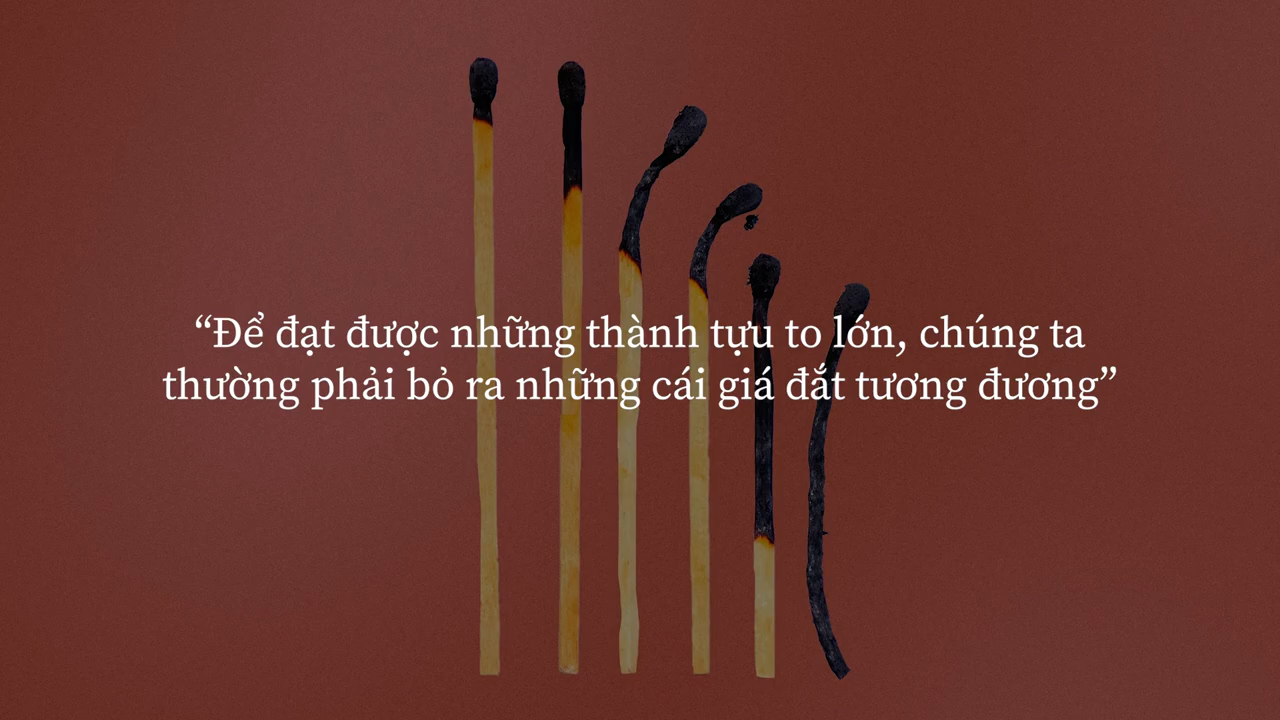 “Để đạt được những thành tựu to lớn, chúng ta
thường phải bỏ ra những cái giá đắt tương đương”